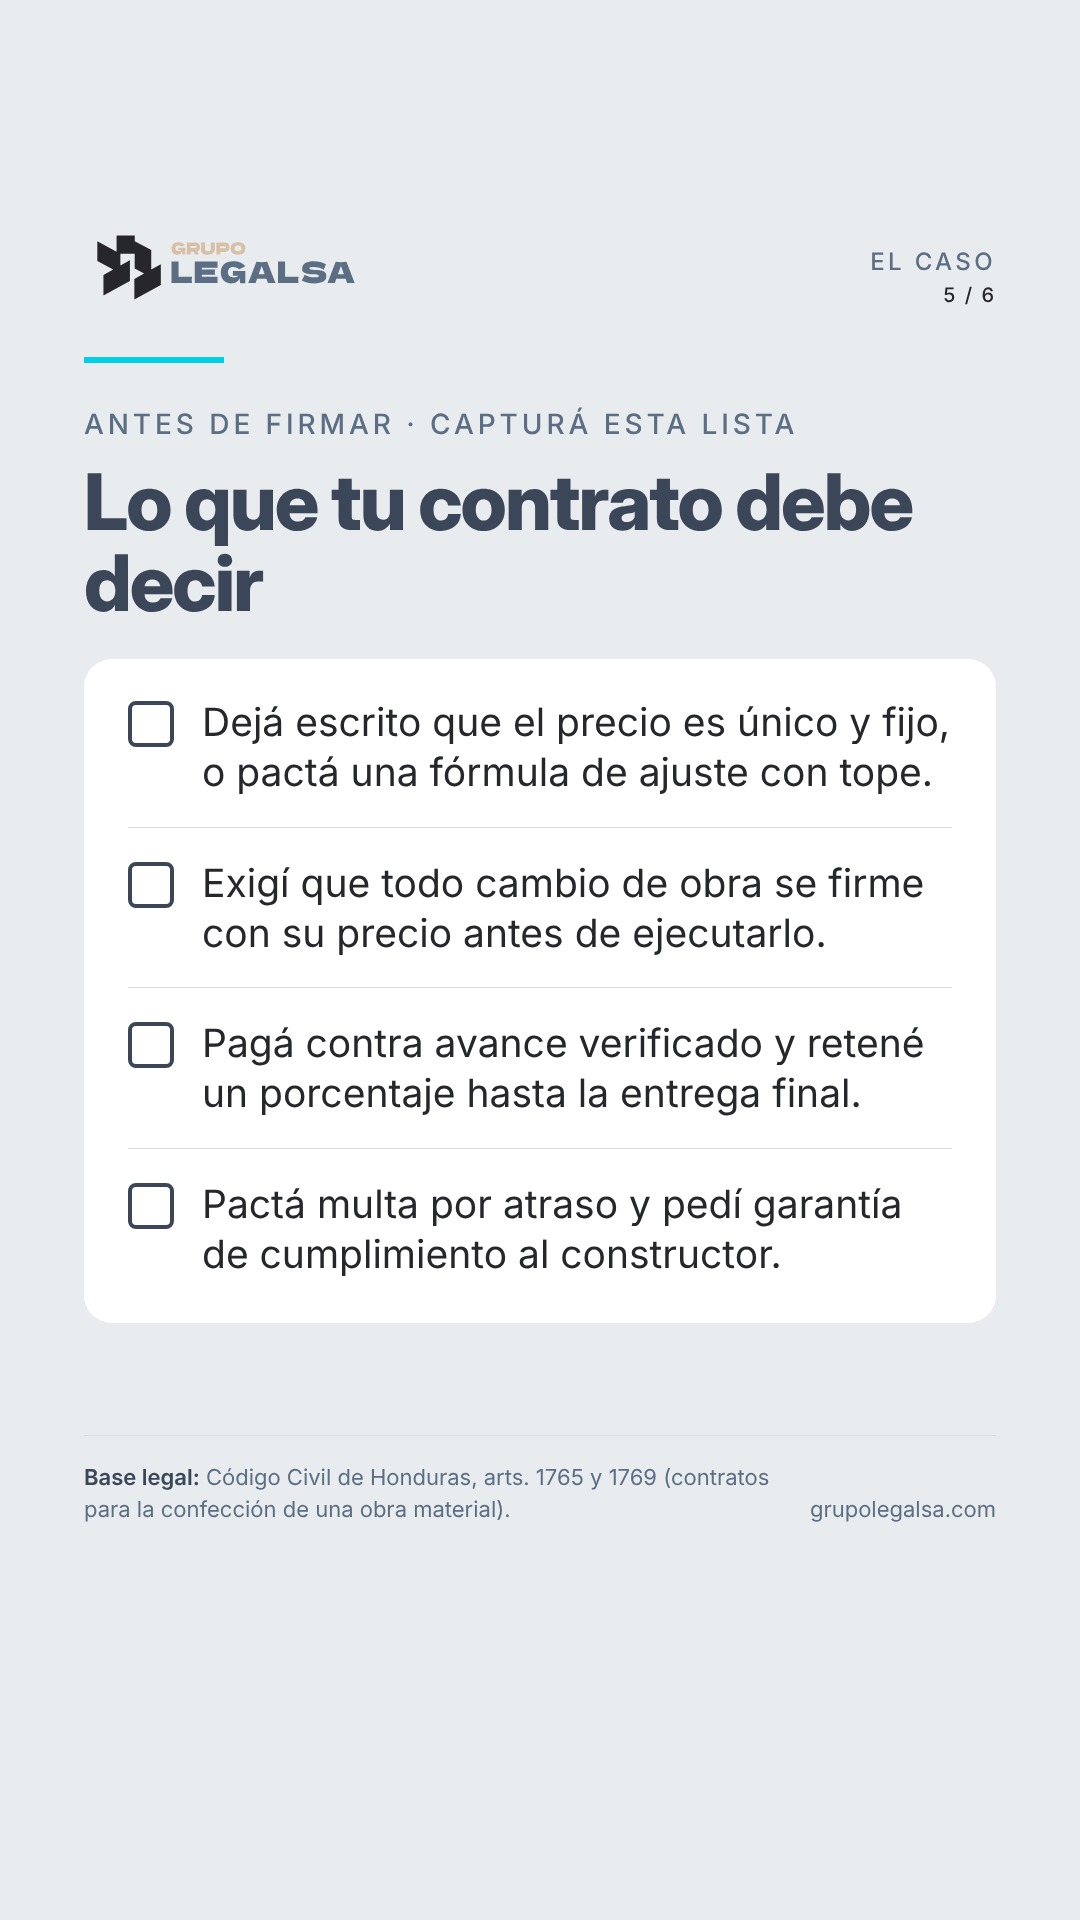 GRUPO
LEGALSA
EL CASO
5 / 6
ANTES DE FIRMAR · CAPTURÁ ESTA LISTA
Lo que tu contrato debe
decir
Dejá escrito que el precio es único y fijo,
o pactá una fórmula de ajuste con tope.
Exigí que todo cambio de obra se firme
con su precio antes de ejecutarlo.
Pagá contra avance verificado y retené
un porcentaje hasta la entrega final.
Pactá multa por atraso y pedí garantía
de cumplimiento al constructor.
Base legal: Código Civil de Honduras, arts. 1765 y 1769 (contratos
para la confección de una obra material).
grupolegalsa.com